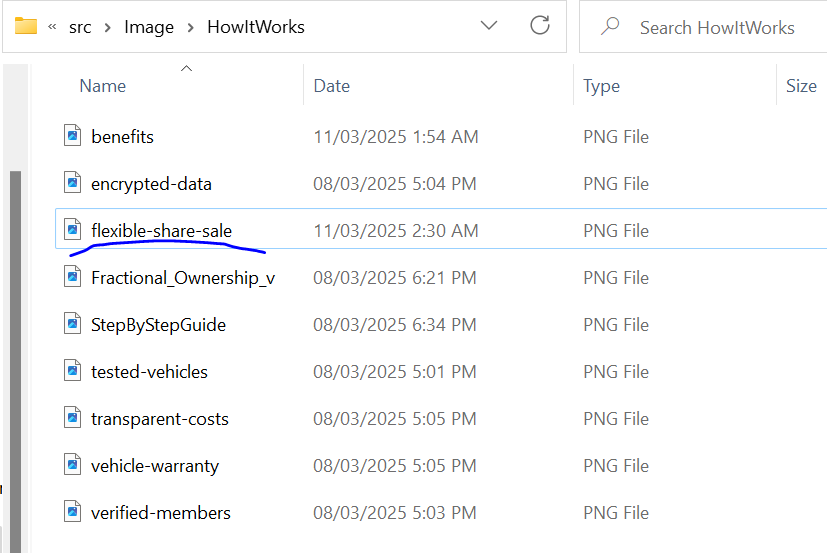 « src > Image > HowItWorks Search HowItWorks
Name Date Type Size
benefits 11/03/2025 1:54 AM PNG File
encrypted-data 08/03/2025 5:04 PM PNG File
flexible-share-sale 11/03/2025 2:30 AM PNG File
Fractional_Ownership_v 08/03/2025 6:21 PM PNG File
StepByStepGuide 08/03/2025 6:34 PM PNG File
tested-vehicles 08/03/2025 5:01 PM PNG File
transparent-costs 08/03/2025 5:05 PM PNG File
vehicle-warranty 08/03/2025 5:05 PM PNG File
verified-members 08/03/2025 5:03 PM PNG File